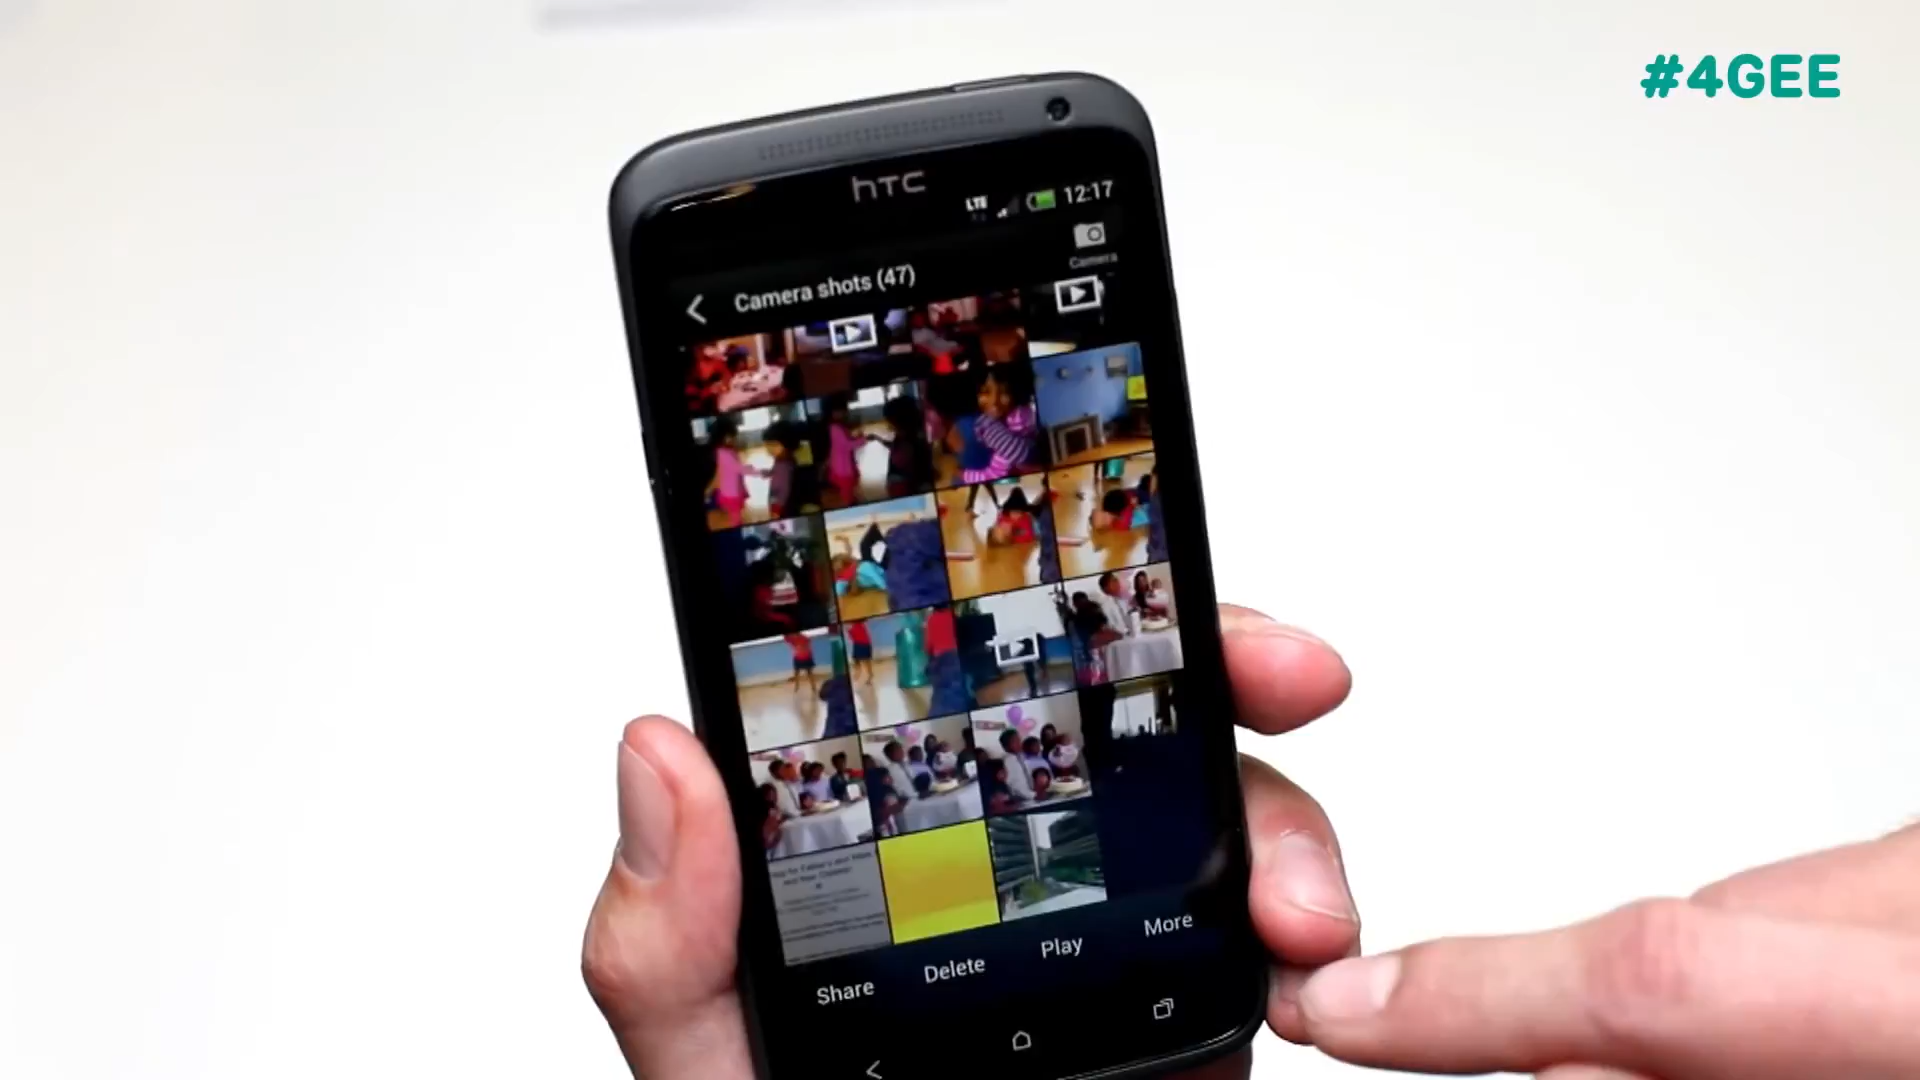 #4GEE
hTC
LTE
12:17
Camera
Camera shots (47)
Share
Delete
Play
More